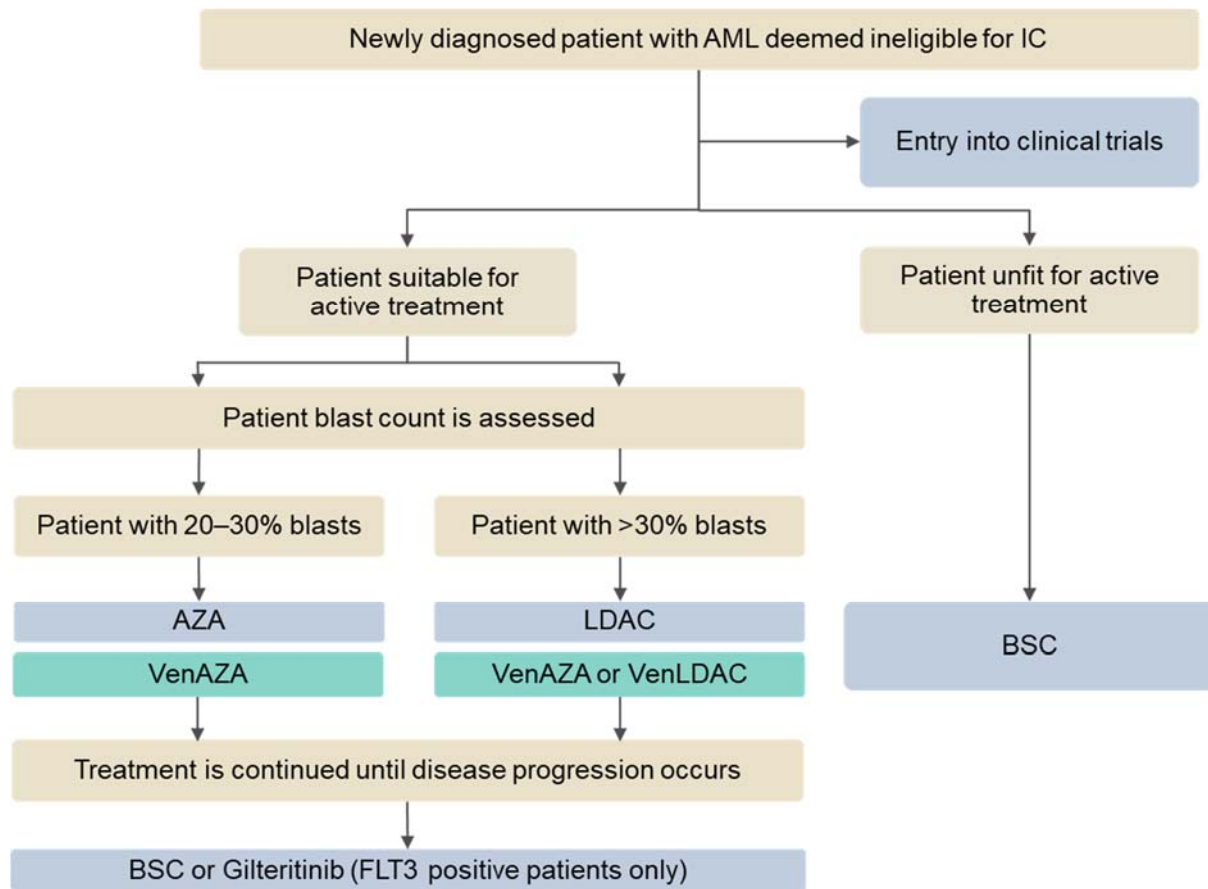 Newly diagnosed patient with AML deemed ineligible for IC
Entry into clinical trials
Patient suitable for
active treatment
Patient unfit for active
treatment
Patient blast count is assessed
Patient with 20–30% blasts
Patient with >30% blasts
AZA
LDAC
BSC
VenAZA
VenAZA or VenLDAC
Treatment is continued until disease progression occurs
BSC or Gilteritinib (FLT3 positive patients only)